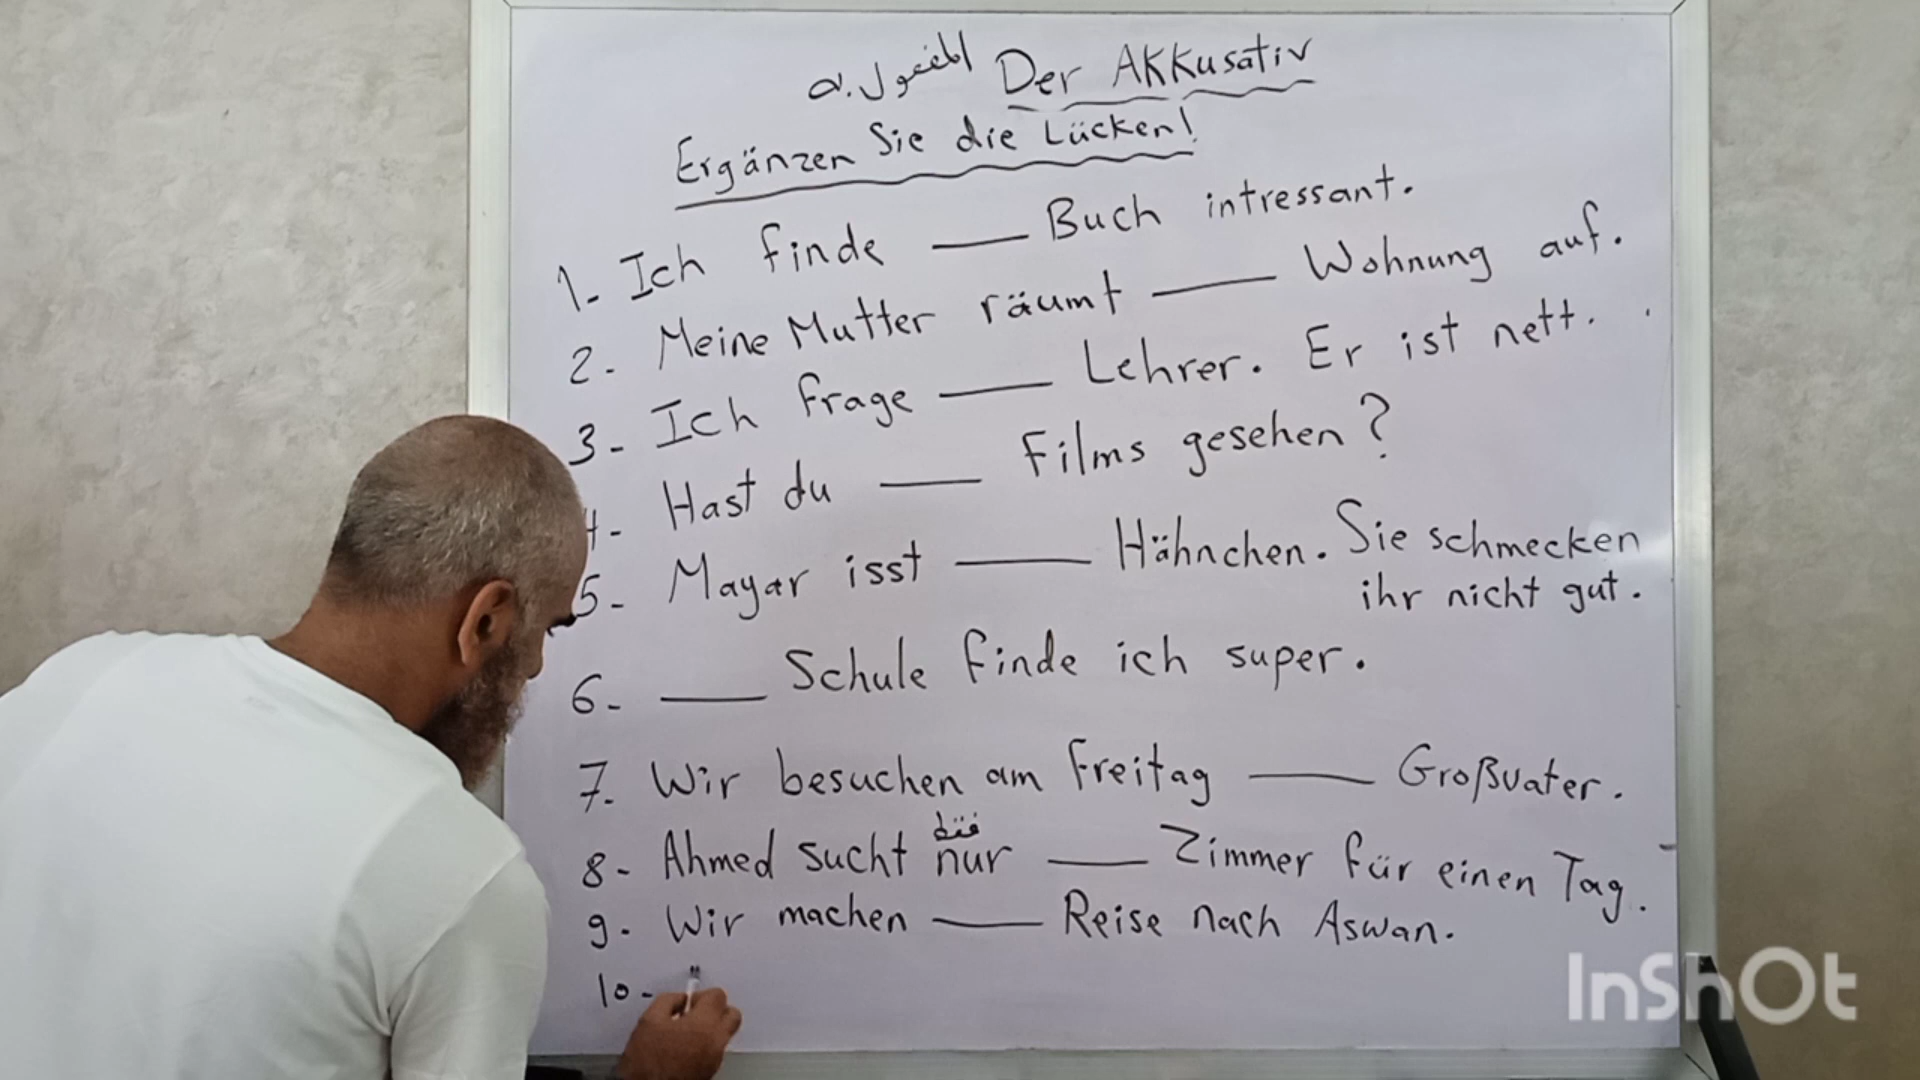 المفعول به Der Akkusativ
Ergänzen Sie die Lücken!
1- Ich finde ___ Buch intressant.
2- Meine Mutter räumt ___ Wohnung auf.
3- Ich frage ___ Lehrer. Er ist nett.
4- Hast du ___ Films gesehen?
5- Mayar isst ___ Hähnchen. Sie schmecken
ihr nicht gut.
6- ___ Schule finde ich super.
7- Wir besuchen am Freitag ___ Großvater.
فقط
8- Ahmed sucht nur ___ Zimmer für einen Tag.
9- Wir machen ___ Reise nach Aswan.
10-
InShOt